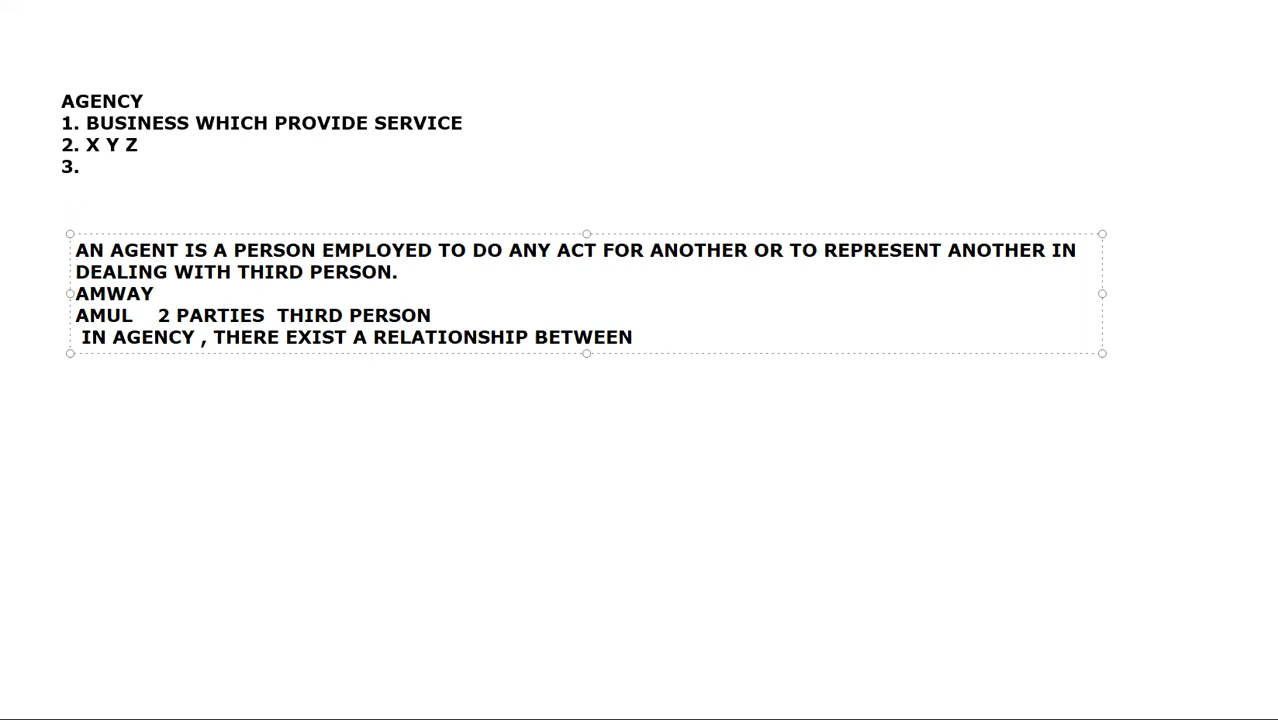 AGENCY
1. BUSINESS WHICH PROVIDE SERVICE
2. X Y Z
3.
AN AGENT IS A PERSON EMPLOYED TO DO ANY ACT FOR ANOTHER OR TO REPRESENT ANOTHER IN
DEALING WITH THIRD PERSON.
AMWAY
AMUL 2 PARTIES THIRD PERSON
IN AGENCY , THERE EXIST A RELATIONSHIP BETWEEN